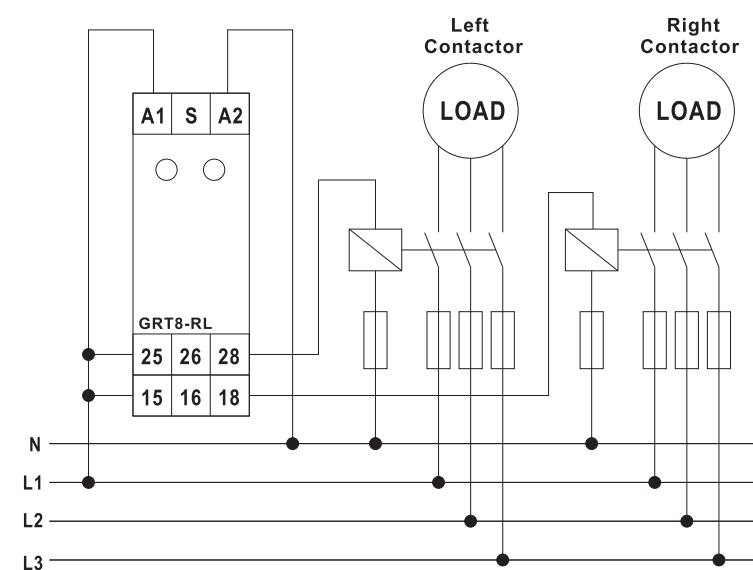 Left
Contactor
Right
Contactor
A1 S A2
LOAD
LOAD
GRT8-RL
25 26 28
15 16 18
N
L1
L2
L3